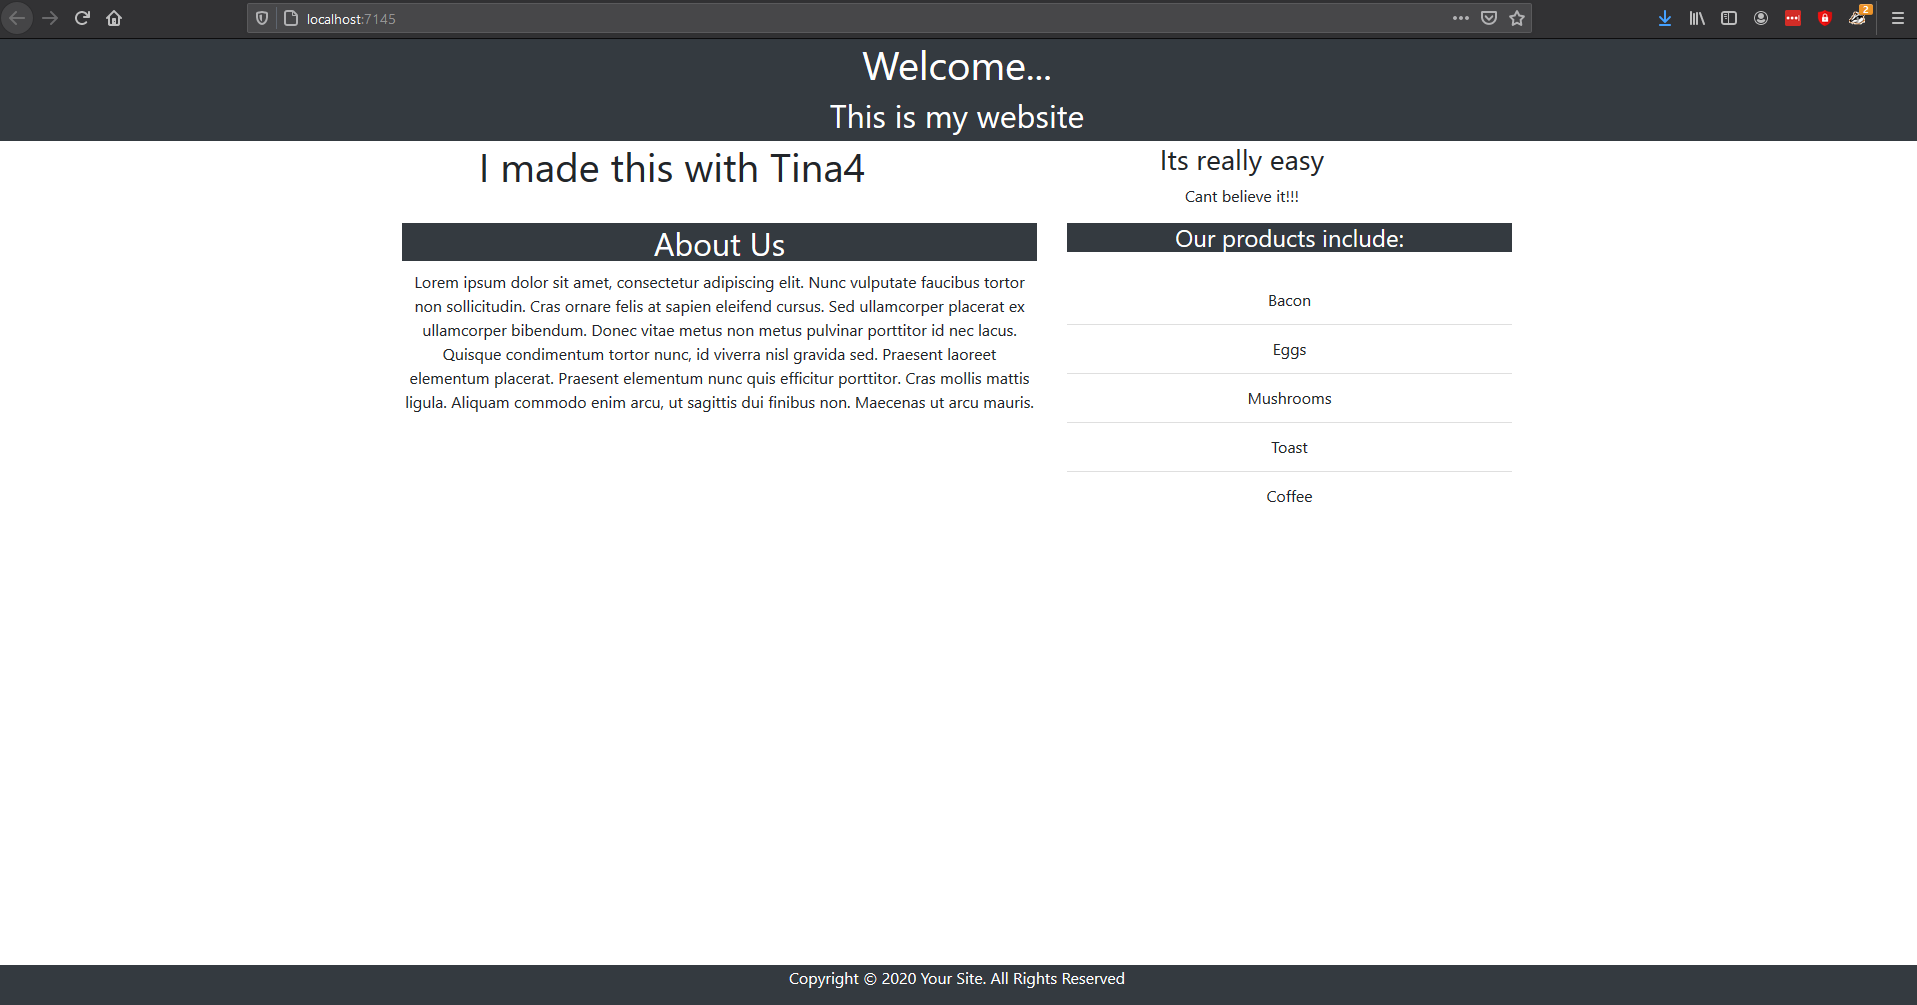 localhost:7145
2
Welcome...
This is my website
I made this with Tina4
Its really easy
Cant believe it!!!
About Us
Lorem ipsum dolor sit amet, consectetur adipiscing elit. Nunc vulputate faucibus tortor
non sollicitudin. Cras ornare felis at sapien eleifend cursus. Sed ullamcorper placerat ex
ullamcorper bibendum. Donec vitae metus non metus pulvinar porttitor id nec lacus.
Quisque condimentum tortor nunc, id viverra nisl gravida sed. Praesent laoreet
elementum placerat. Praesent elementum nunc quis efficitur porttitor. Cras mollis mattis
ligula. Aliquam commodo enim arcu, ut sagittis dui finibus non. Maecenas ut arcu mauris.
Our products include:
Bacon
Eggs
Mushrooms
Toast
Coffee
Copyright © 2020 Your Site. All Rights Reserved